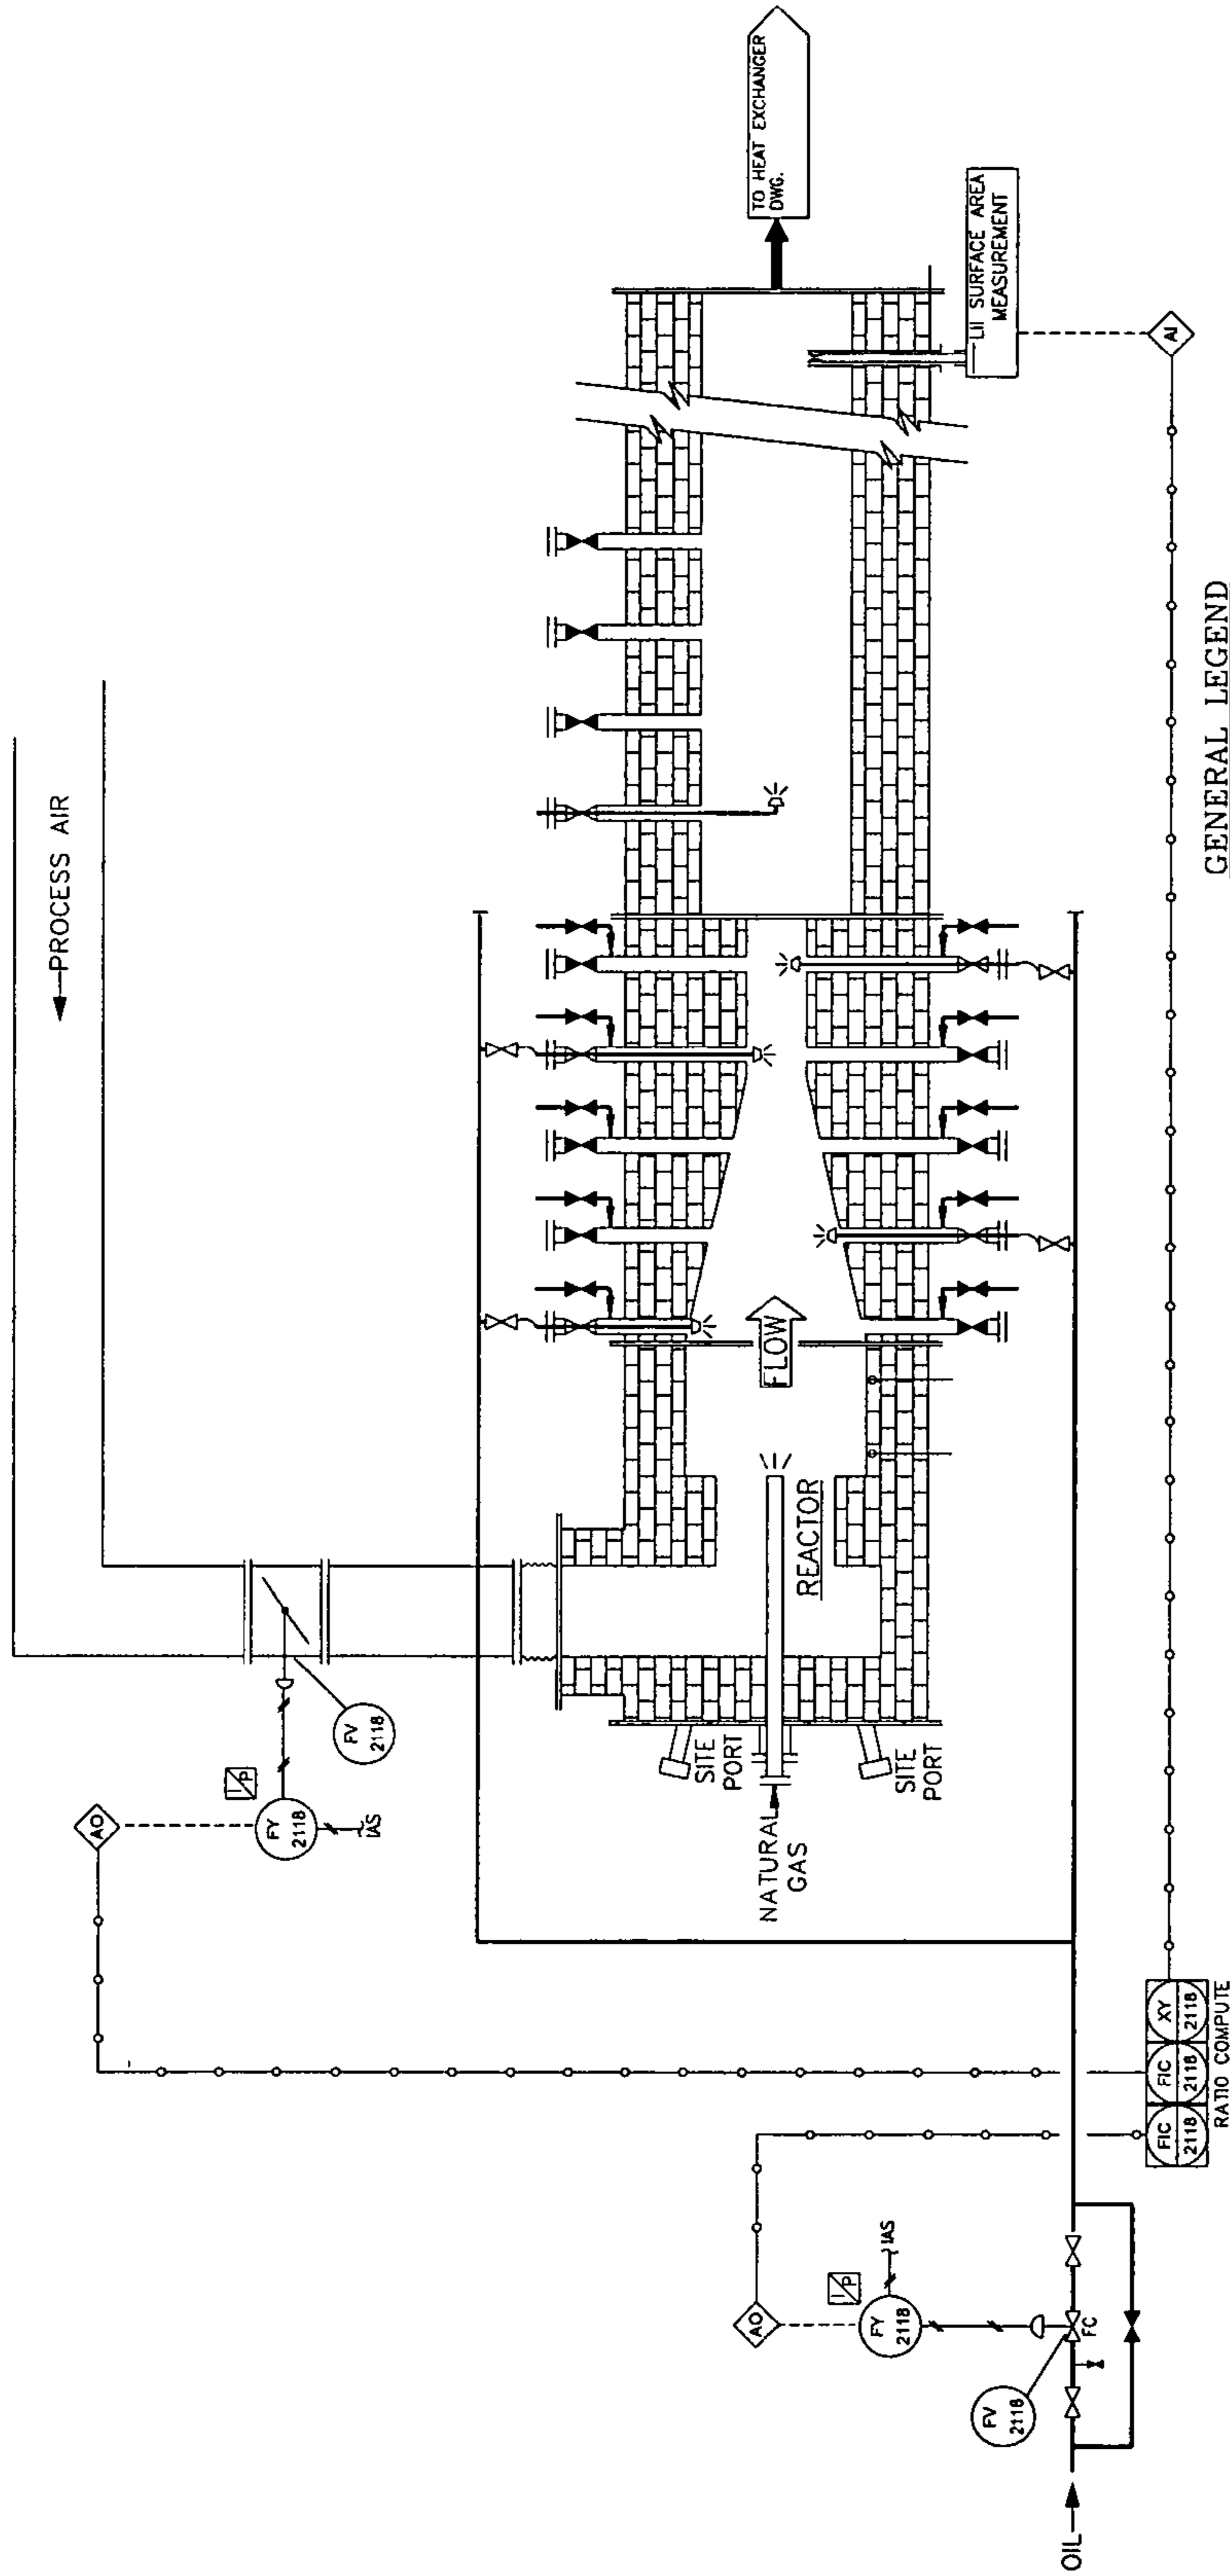 PROCESS AIR
AO
I/P
FY
2118
IAS
FV
2118
TO HEAT EXCHANGER
DWG.
SITE
PORT
NATURAL
GAS
SITE
PORT
REACTOR
FLOW
LII SURFACE AREA
MEASUREMENT
AI
AO
I/P
FY
2118
IAS
FV
2118
FC
OIL
FIC
2118
FIC
2118
XY
2118
RATIO COMPUTE
GENERAL LEGEND